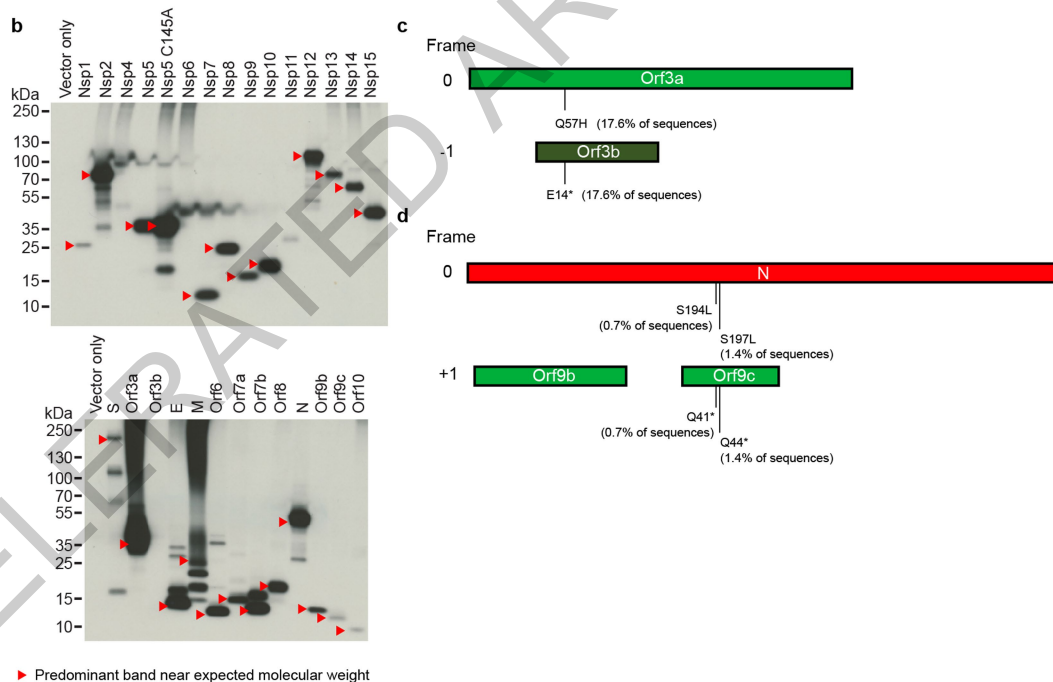 b
Vector only
Nsp1
Nsp2
Nsp4
Nsp5
Nsp5 C145A
Nsp6
Nsp7
Nsp8
Nsp9
Nsp10
Nsp11
Nsp12
Nsp13
Nsp14
Nsp15
kDa
250
130
100
70
55
35
25
15
10
Vector only
S
Orf3a
Orf3b
E
M
Orf6
Orf7a
Orf7b
Orf8
N
Orf9b
Orf9c
Orf10
kDa
250
130
100
70
55
35
25
15
10
Predominant band near expected molecular weight
c
Frame
0 Orf3a
Q57H (17.6% of sequences)
-1 Orf3b
E14* (17.6% of sequences)
d
Frame
0 N
S194L
(0.7% of sequences)
S197L
(1.4% of sequences)
+1 Orf9b Orf9c
Q41*
(0.7% of sequences)
Q44*
(1.4% of sequences)
ELERATED AR